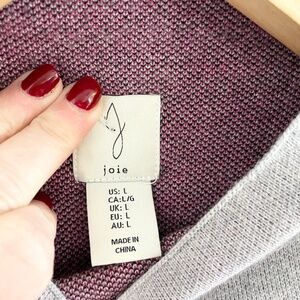 joie
US: L
CA:L/G
UK: L
EU: L
AU: L
MADE IN
CHINA